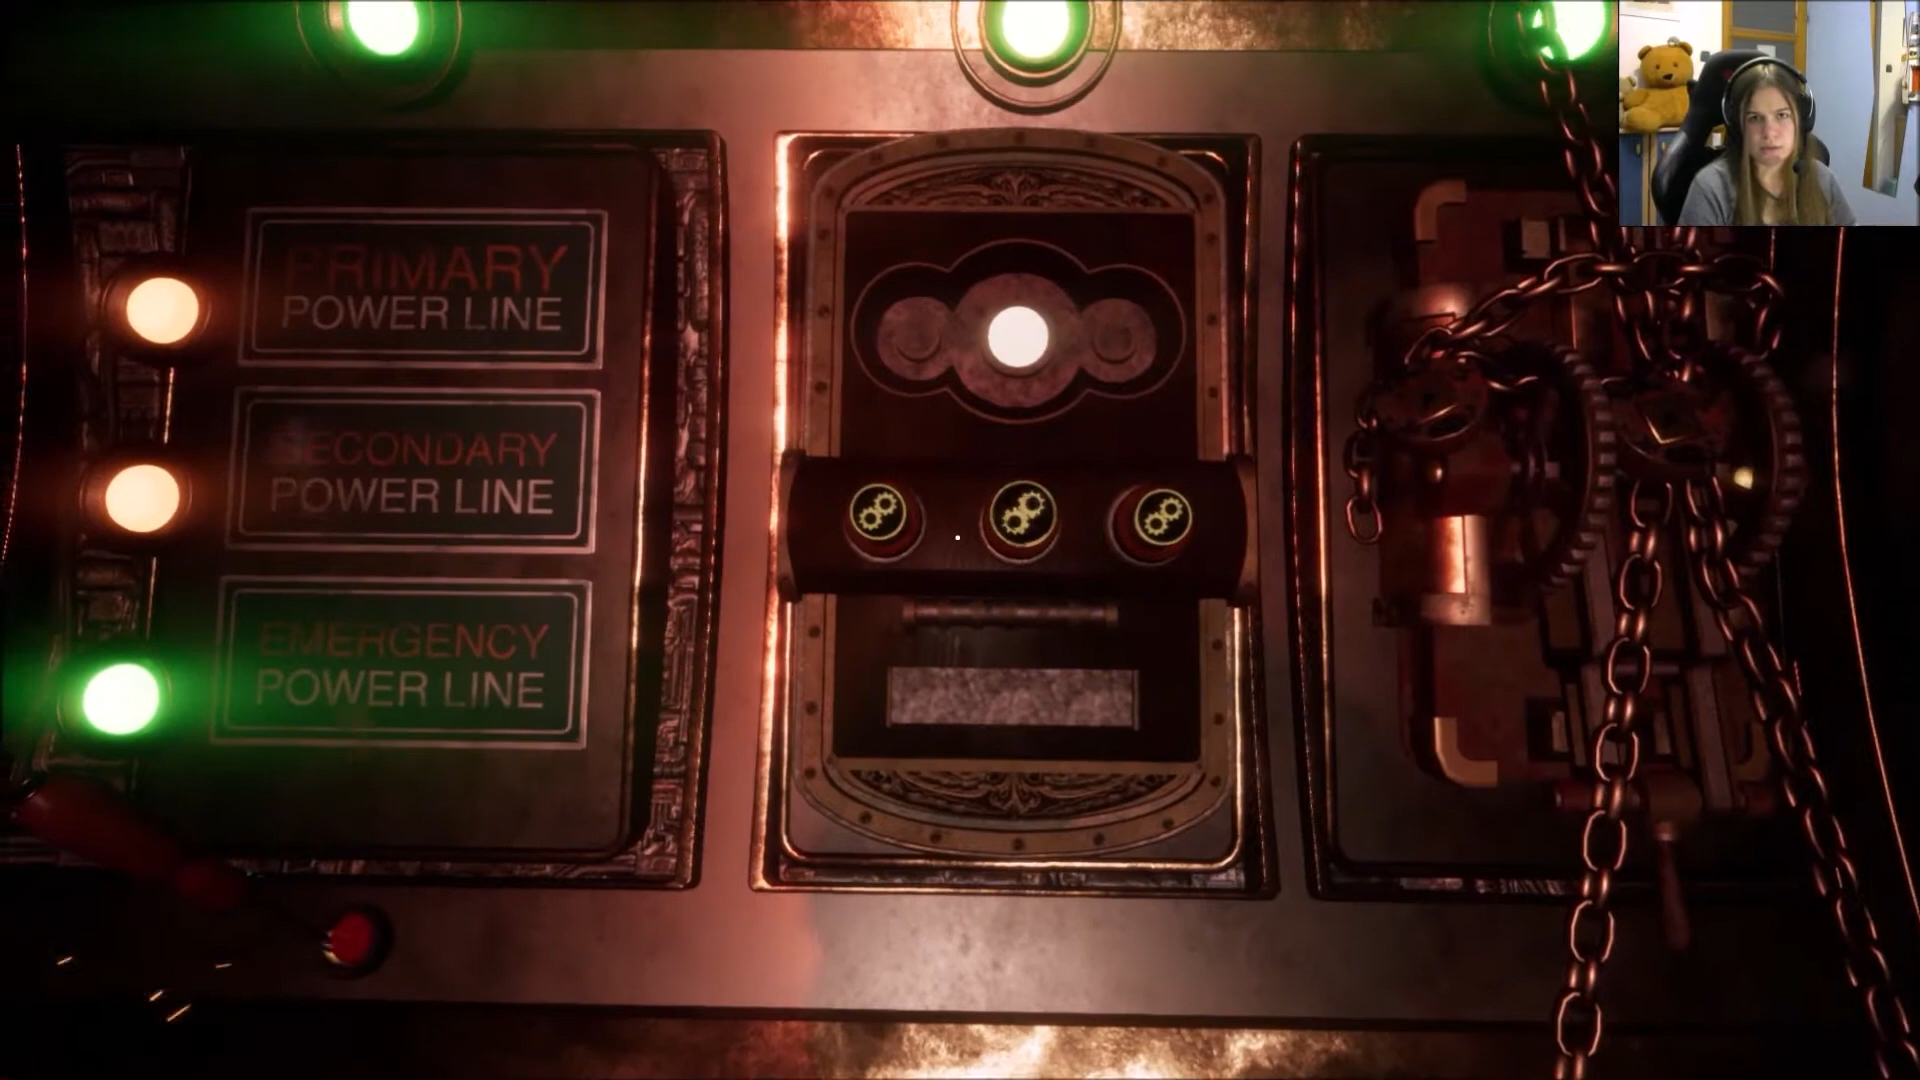 PRIMARY
POWER LINE
SECONDARY
POWER LINE
EMERGENCY
POWER LINE